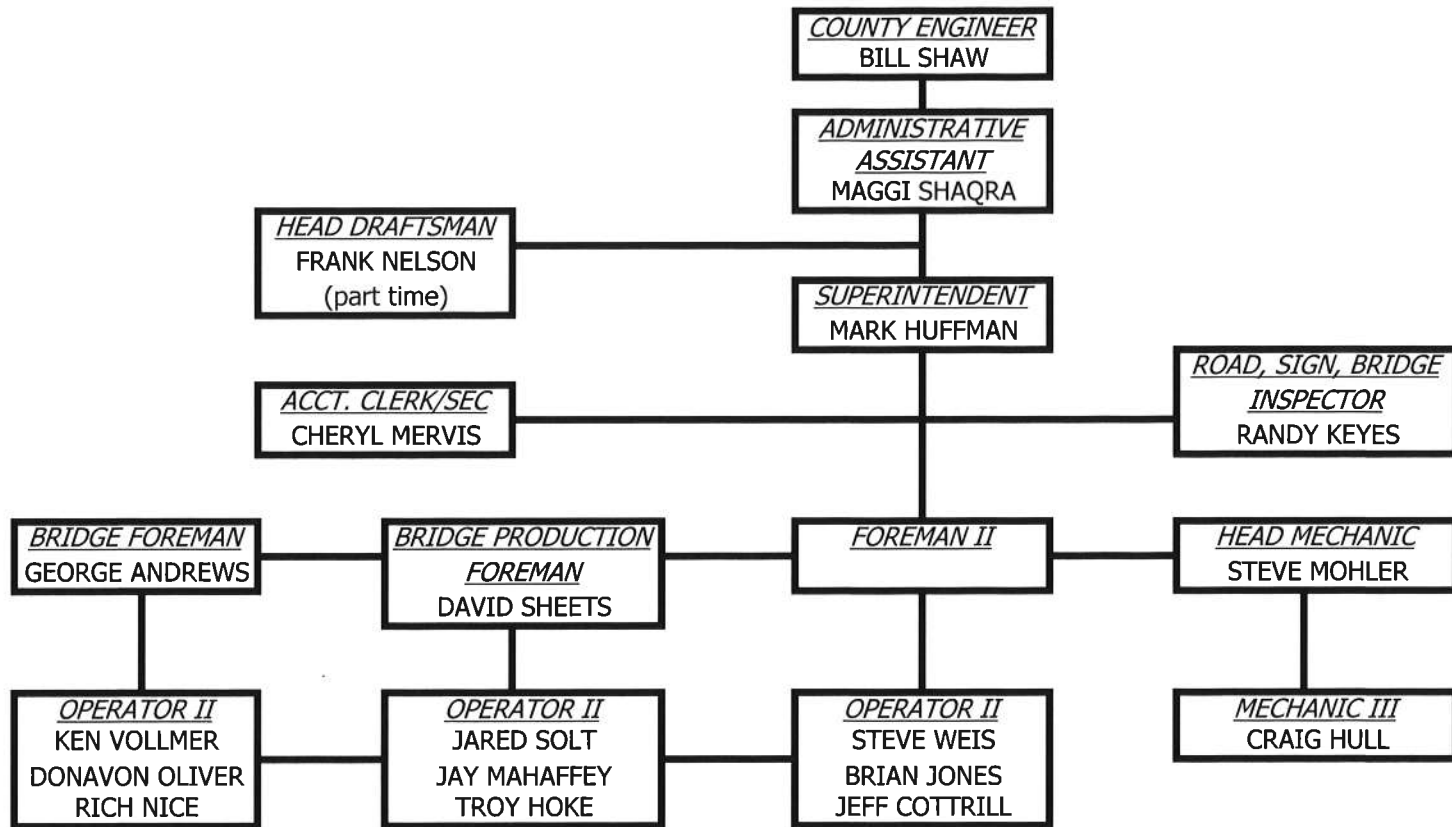 COUNTY ENGINEER
BILL SHAW
ADMINISTRATIVE
ASSISTANT
MAGGI SHAQRA
HEAD DRAFTSMAN
FRANK NELSON
(part time)
SUPERINTENDENT
MARK HUFFMAN
ACCT. CLERK/SEC
CHERYL MERVIS
ROAD, SIGN, BRIDGE
INSPECTOR
RANDY KEYES
BRIDGE FOREMAN
GEORGE ANDREWS
BRIDGE PRODUCTION
FOREMAN
DAVID SHEETS
FOREMAN II
HEAD MECHANIC
STEVE MOHLER
OPERATOR II
KEN VOLLMER
DONAVON OLIVER
RICH NICE
OPERATOR II
JARED SOLT
JAY MAHAFFEY
TROY HOKE
OPERATOR II
STEVE WEIS
BRIAN JONES
JEFF COTTRILL
MECHANIC III
CRAIG HULL